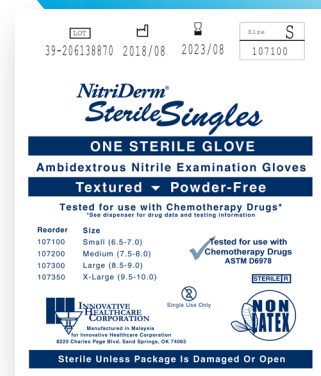 LOT
39-206138870 2018/08 2023/08
Size S
107100
NitriDerm®
SterileSingles
ONE STERILE GLOVE
Ambidextrous Nitrile Examination Gloves
Textured Powder-Free
Tested for use with Chemotherapy Drugs*
*See dispenser for drug data and testing information
Reorder Size
107100 Small (6.5-7.0)
107200 Medium (7.5-8.0)
107300 Large (8.5-9.0)
107350 X-Large (9.5-10.0)
Tested for use with
Chemotherapy Drugs
ASTM D6978
STERILE R
2
Single Use Only
INNOVATIVE
HEALTHCARE
CORPORATION
Manufactured in Malaysia
for Innovative Healthcare Corporation
8220 Charles Page Blvd. Sand Springs, OK 74063
NON
LATEX
Sterile Unless Package Is Damaged Or Open